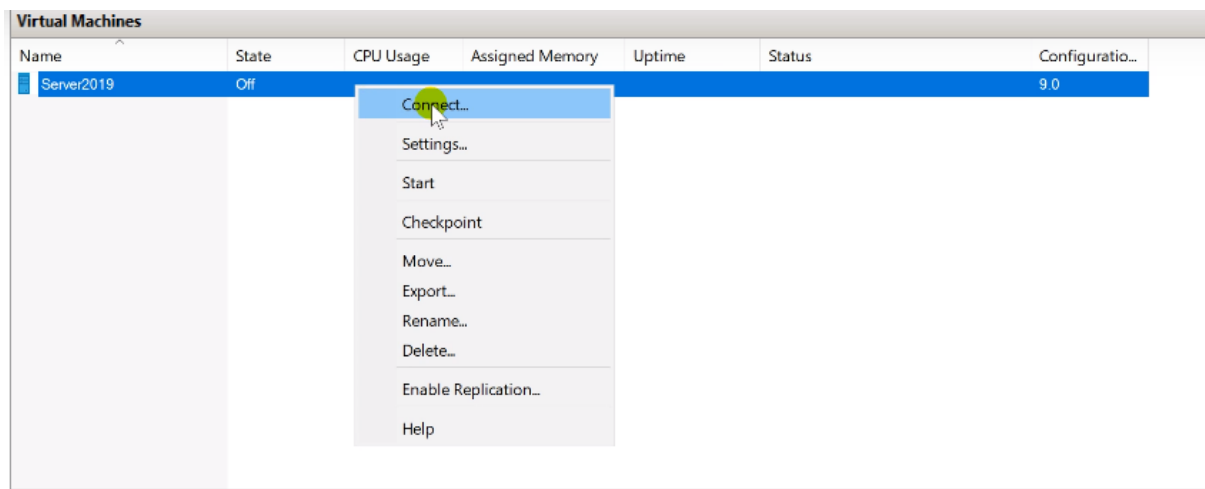 Virtual Machines
Name State CPU Usage Assigned Memory Uptime Status Configuratio...
Server2019 Off 9.0
Connect...
Settings...
Start
Checkpoint
Move...
Export...
Rename...
Delete...
Enable Replication...
Help